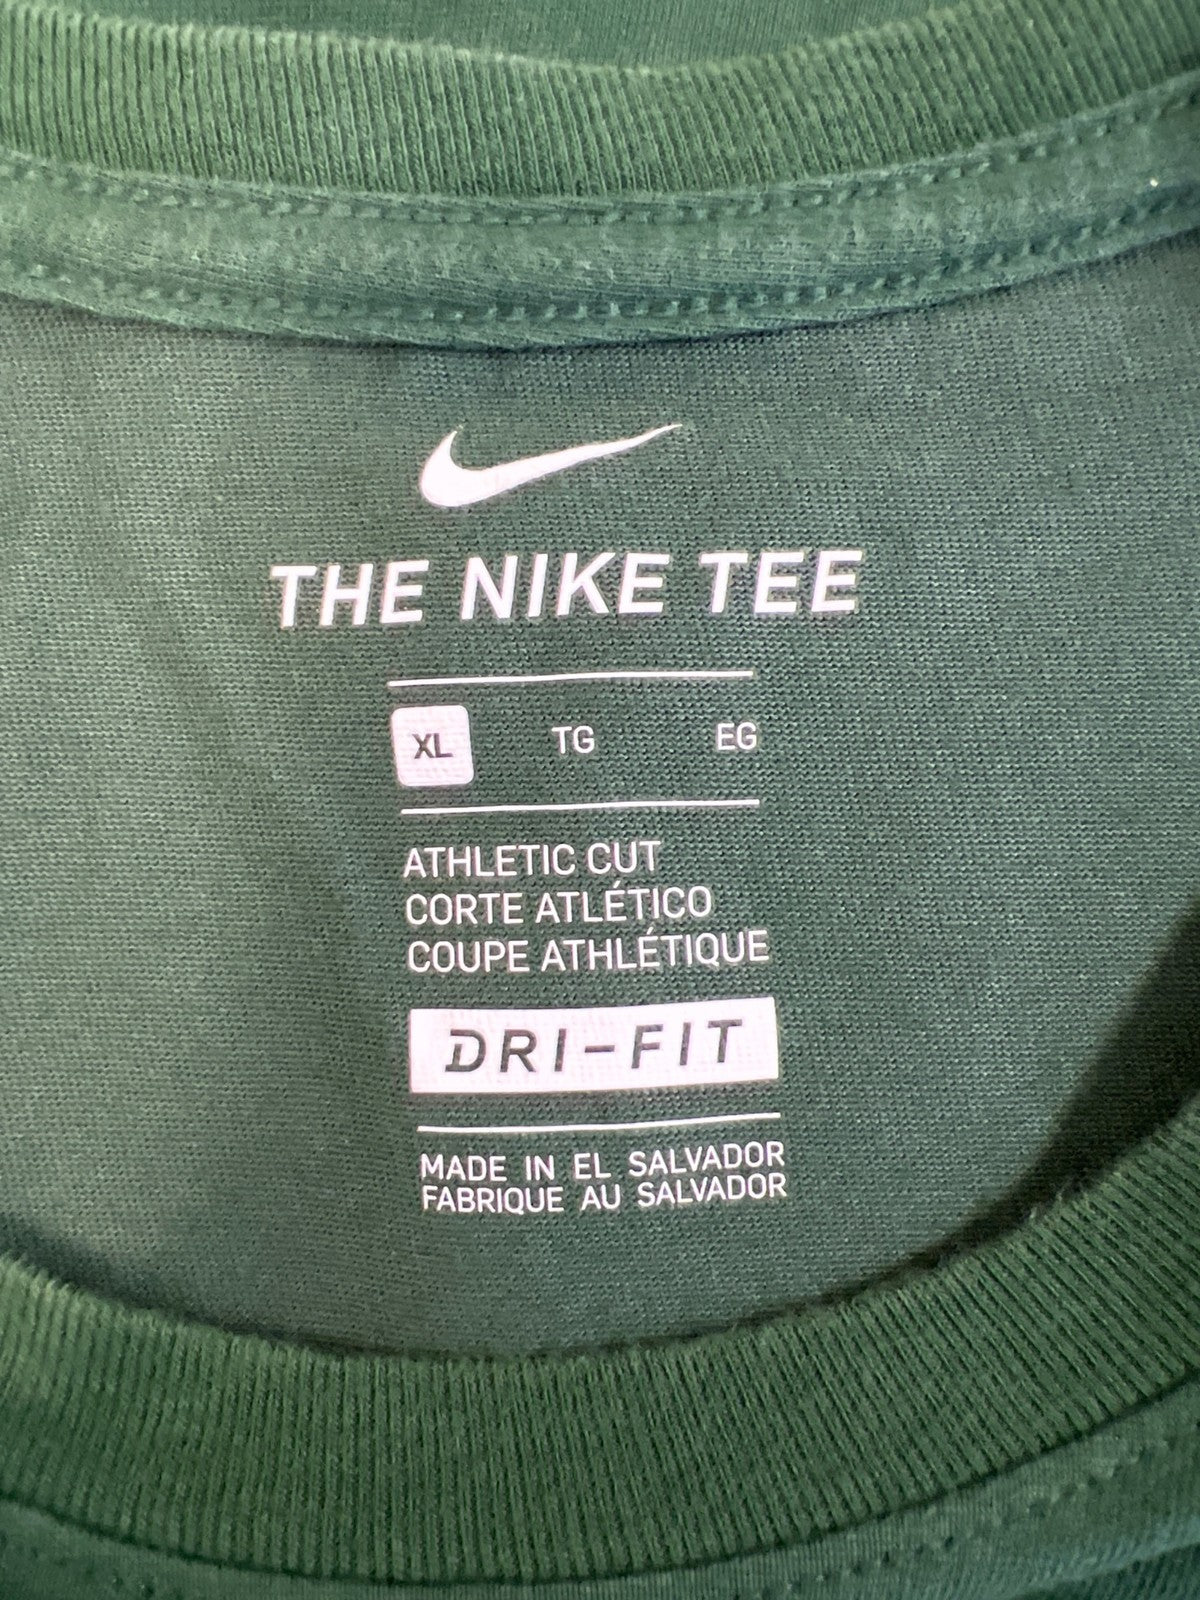 THE NIKE TEE
XL TG EG
ATHLETIC CUT
CORTE ATLÉTICO
COUPE ATHLÉTIQUE
DRI-FIT
MADE IN EL SALVADOR
FABRIQUE AU SALVADOR